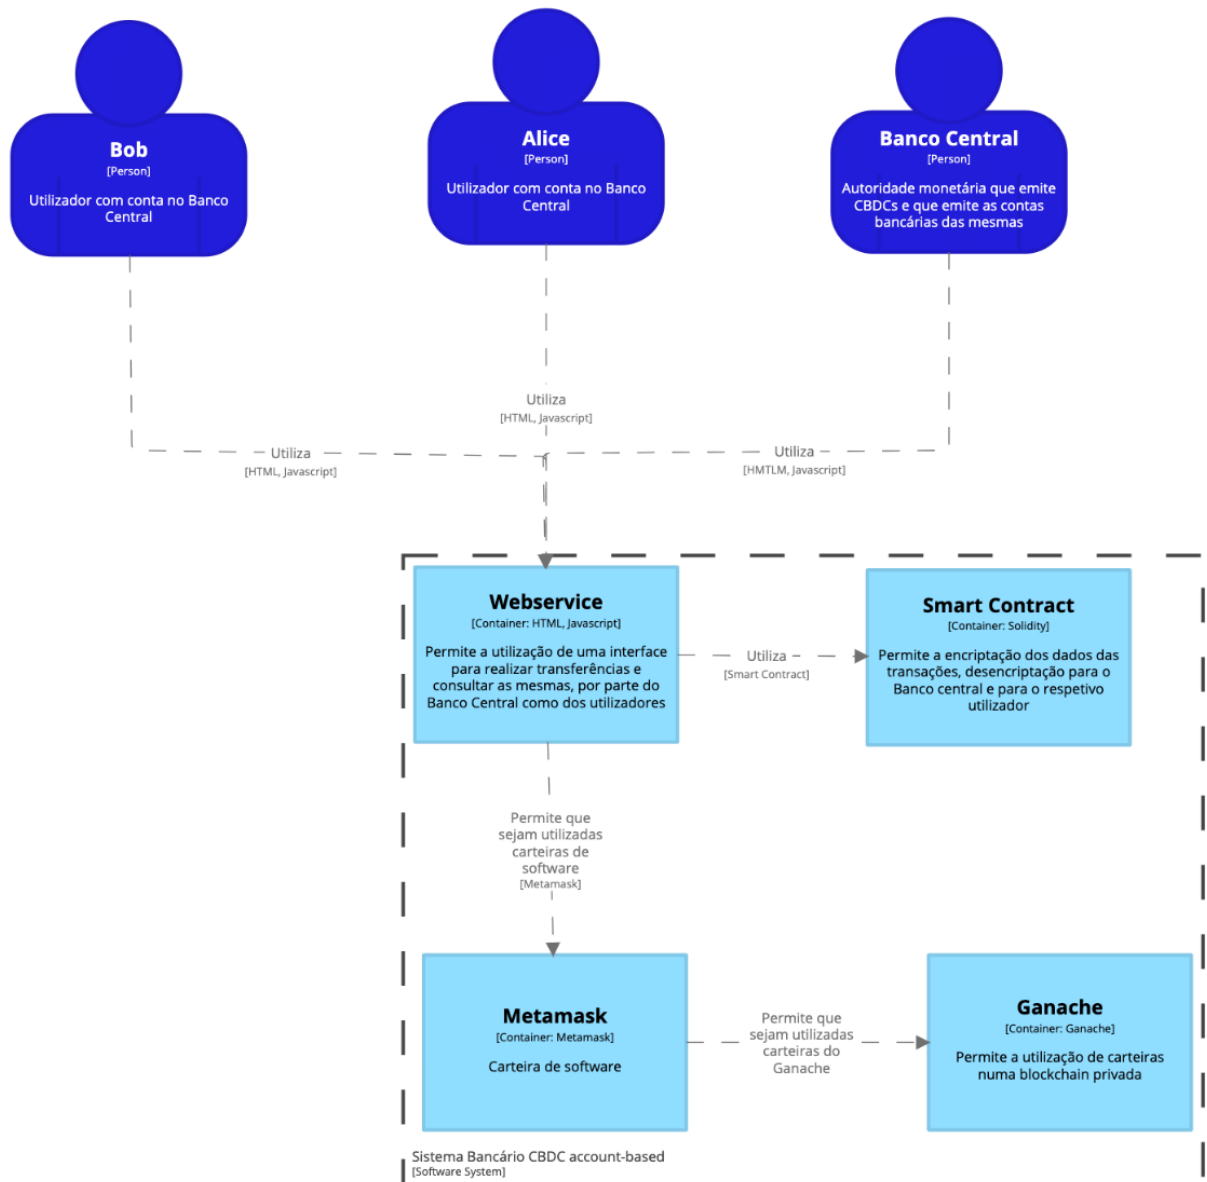 Bob
[Person]
Utilizador com conta no Banco
Central
Alice
[Person]
Utilizador com conta no Banco
Central
Banco Central
[Person]
Autoridade monetária que emite
CBDCs e que emite as contas
bancárias das mesmas
Utiliza
[HTML, Javascript]
Utiliza
[HTML, Javascript]
Utiliza
[HMTLM, Javascript]
Webservice
[Container: HTML, Javascript]
Permite a utilização de uma interface
para realizar transferências e
consultar as mesmas, por parte do
Banco Central como dos utilizadores
Utiliza
[Smart Contract]
Smart Contract
[Container: Solidity]
Permite a encriptação dos dados das
transações, desencriptação para o
Banco central e para o respetivo
utilizador
Permite que
sejam utilizadas
carteiras de
software
[Metamask]
Metamask
[Container: Metamask]
Carteira de software
Permite que
sejam utilizadas
carteiras do
Ganache
Ganache
[Container: Ganache]
Permite a utilização de carteiras
numa blockchain privada
Sistema Bancário CBDC account-based
[Software System]